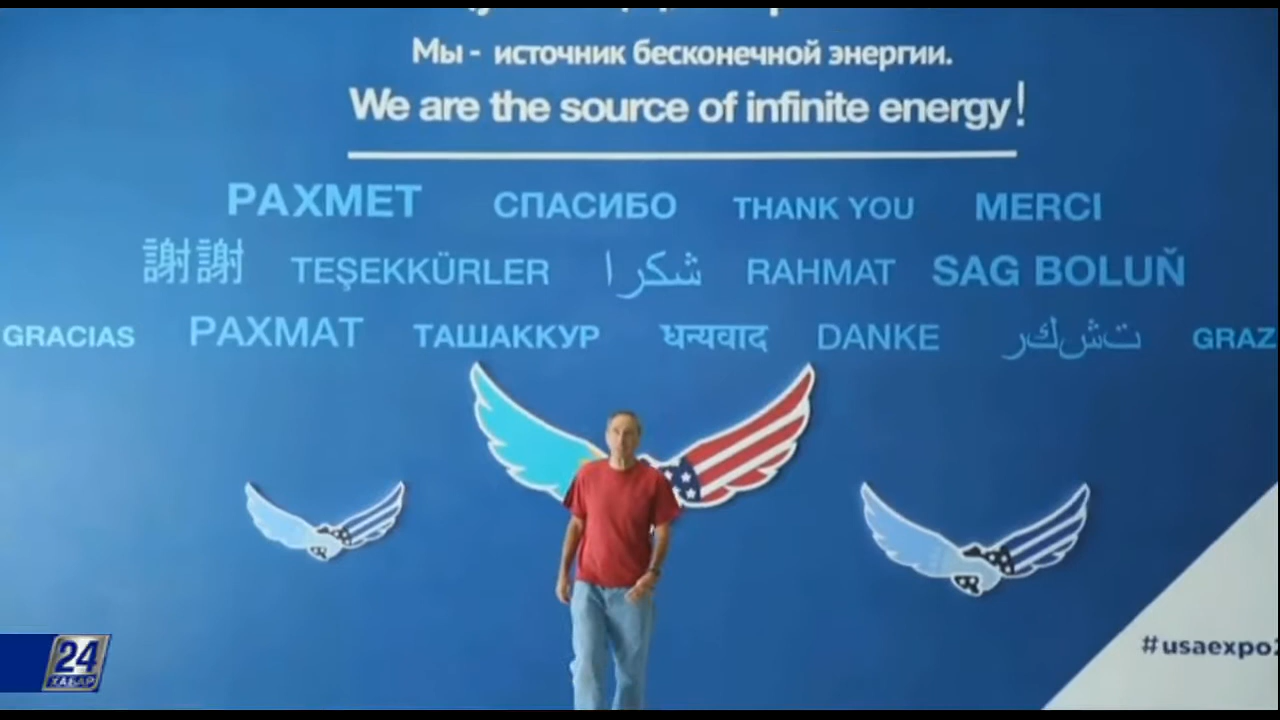 Мы - источник бесконечной энергии.
We are the source of infinite energy!
РАХМЕТ СПАСИБО THANK YOU MERCI
謝謝 TEŞEKKÜRLER شكرا RAHMAT SAG BOLUŇ
GRACIAS РАХМАТ ТАШАККУР धन्यवाद DANKE تشكر GRAZ
#usaexpo
24
ХАБАР